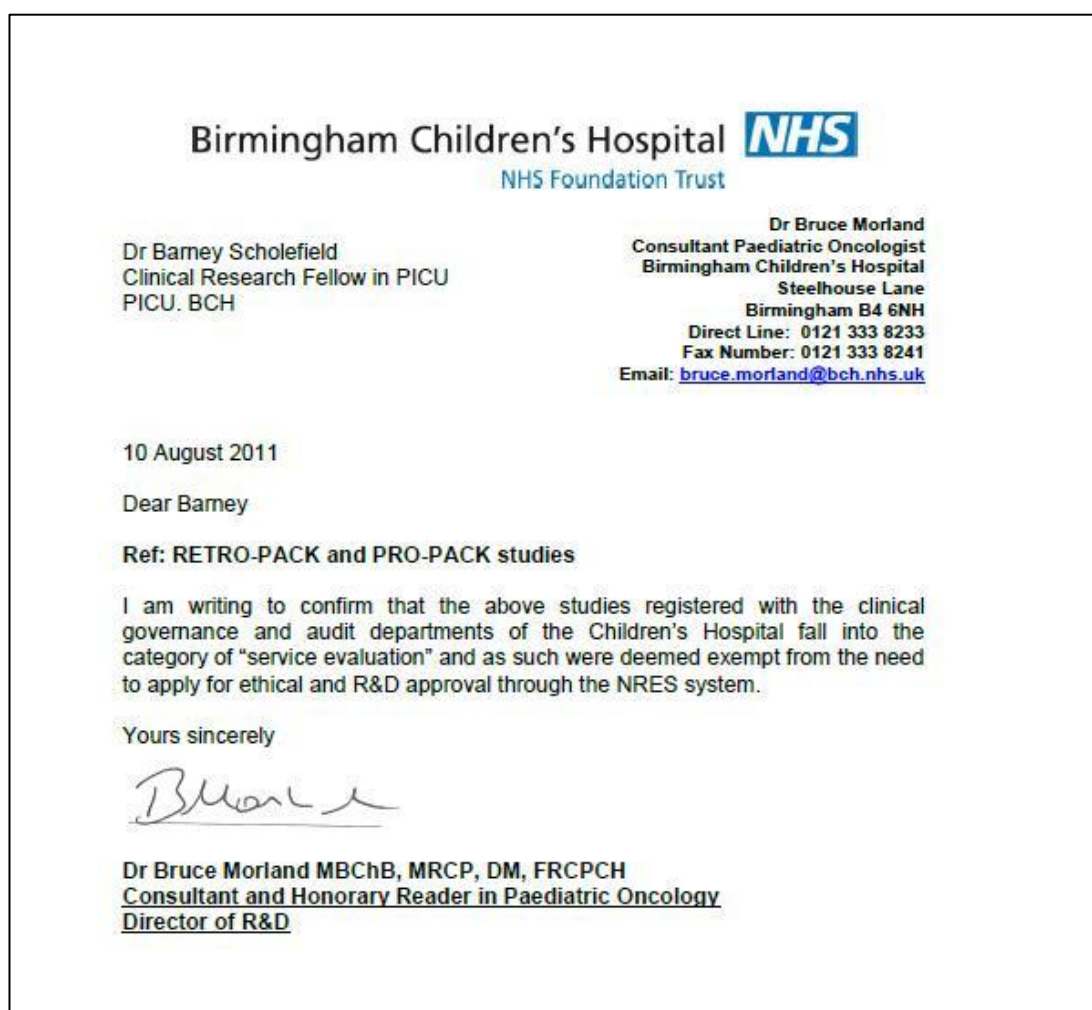 Birmingham Children's Hospital NHS
NHS Foundation Trust
Dr Barney Scholefield
Clinical Research Fellow in PICU
PICU. BCH
Dr Bruce Morland
Consultant Paediatric Oncologist
Birmingham Children's Hospital
Steelhouse Lane
Birmingham B4 6NH
Direct Line: 0121 333 8233
Fax Number: 0121 333 8241
Email: bruce.morland@bch.nhs.uk
10 August 2011
Dear Barney
Ref: RETRO-PACK and PRO-PACK studies
I am writing to confirm that the above studies registered with the clinical
governance and audit departments of the Children's Hospital fall into the
category of “service evaluation” and as such were deemed exempt from the need
to apply for ethical and R&D approval through the NRES system.
Yours sincerely
Dr Bruce Morland MBChB, MRCP, DM, FRCPCH
Consultant and Honorary Reader in Paediatric Oncology
Director of R&D